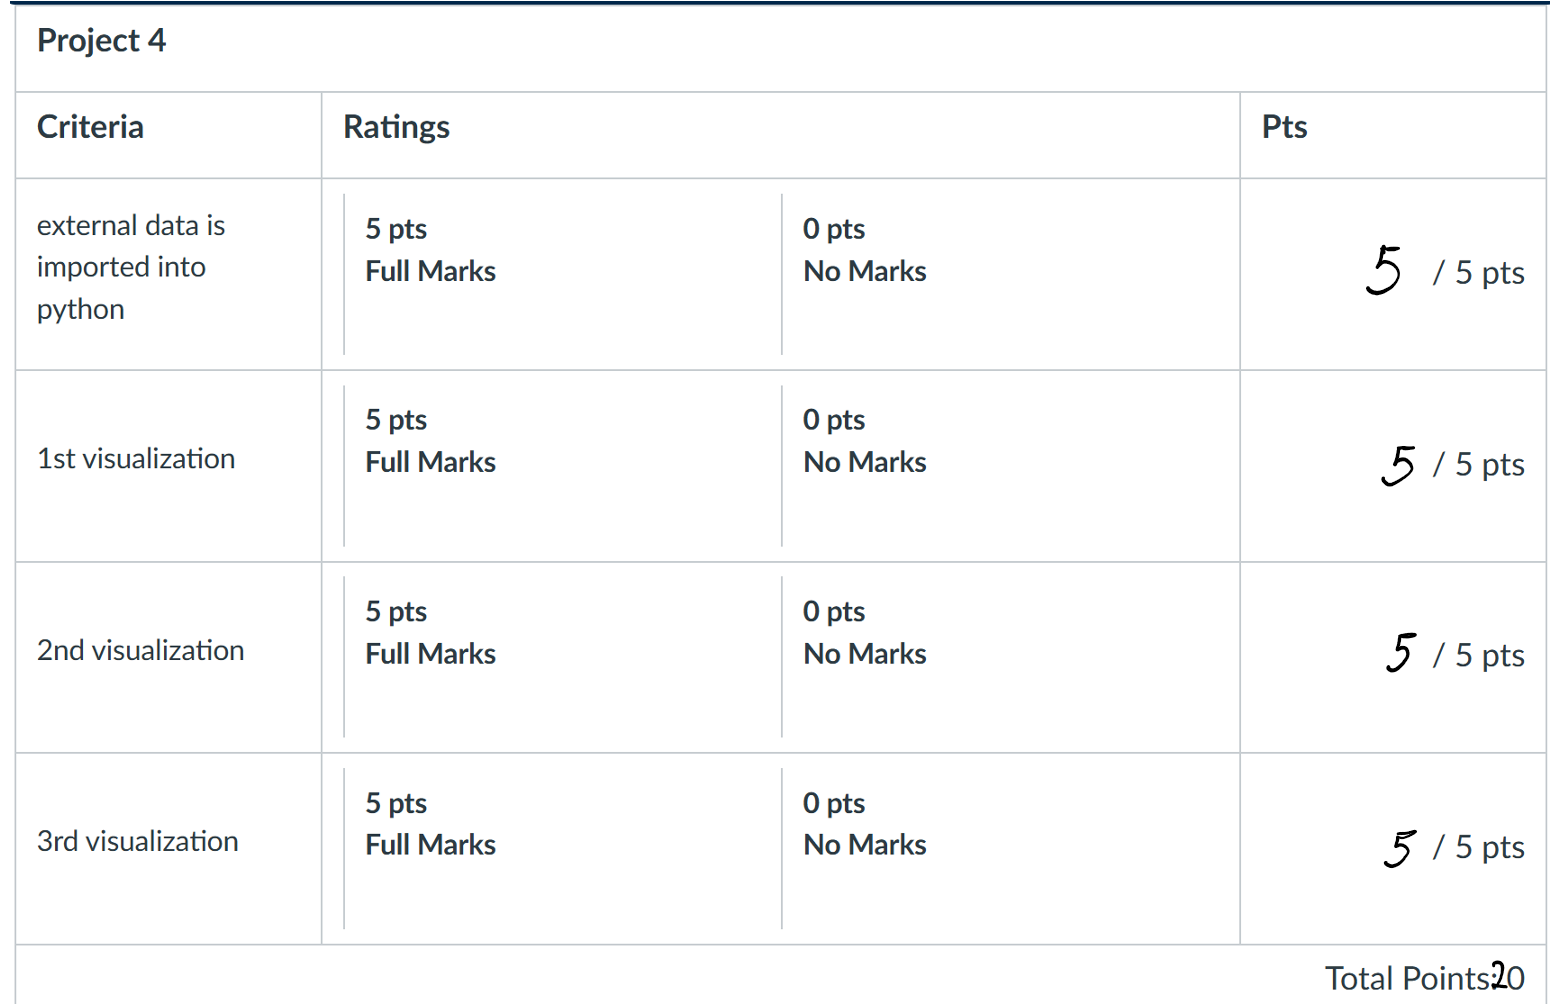 Project 4
Criteria
Ratings
Pts
external data is
imported into
python
5 pts
Full Marks
0 pts
No Marks
5 / 5 pts
1st visualization
5 pts
Full Marks
0 pts
No Marks
5 / 5 pts
2nd visualization
5 pts
Full Marks
0 pts
No Marks
5 / 5 pts
3rd visualization
5 pts
Full Marks
0 pts
No Marks
5 / 5 pts
Total Points:20